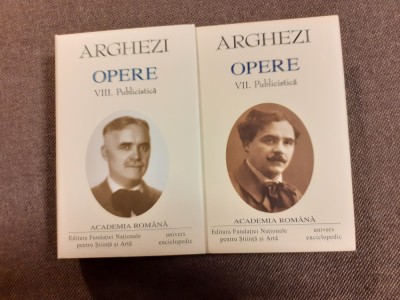 ARGHEZI
OPERE
VIII. Publicistică
ACADEMIA ROMÂNĂ
Editura Fundației Naționale
pentru Știință și Artă
univers
enciclopedic
ARGHEZI
OPERE
VII. Publicistică
ACADEMIA ROMÂNĂ
Editura Fundației Naționale
pentru Știință și Artă
univers
enciclopedic